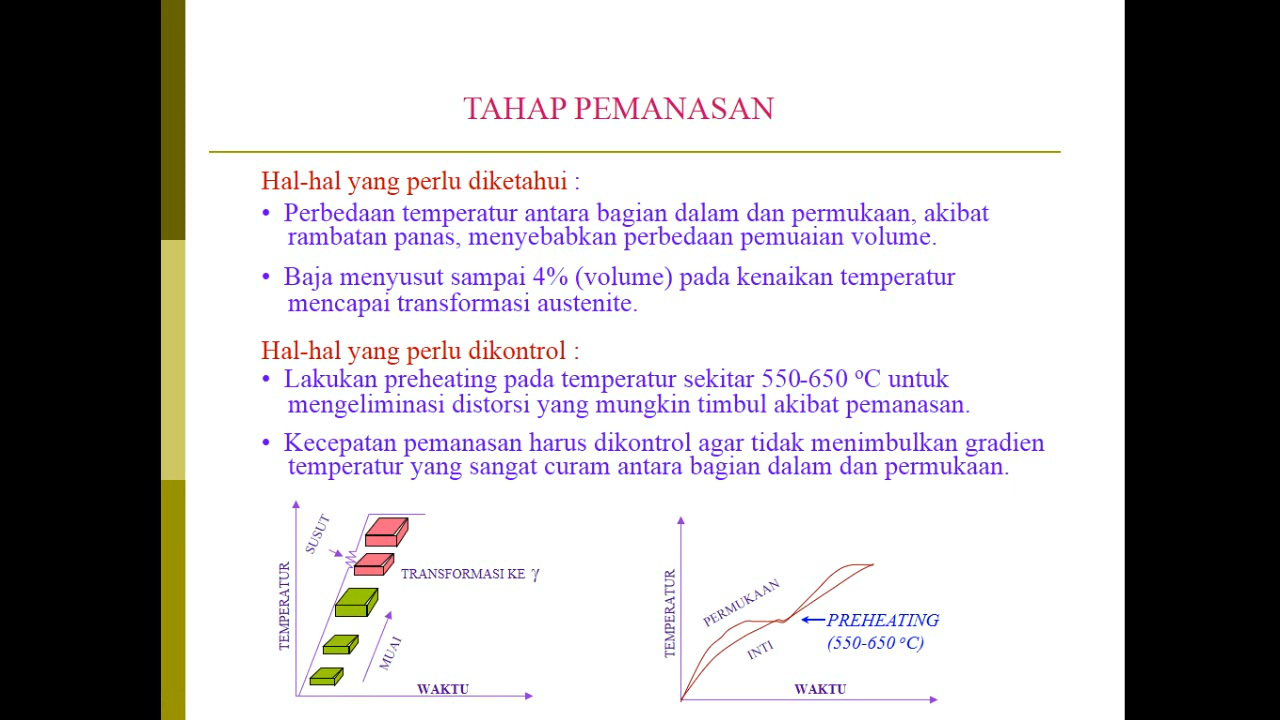 TAHAP PEMANASAN
Hal-hal yang perlu diketahui :
• Perbedaan temperatur antara bagian dalam dan permukaan, akibat
rambatan panas, menyebabkan perbedaan pemuaian volume.
• Baja menyusut sampai 4% (volume) pada kenaikan temperatur
mencapai transformasi austenite.
Hal-hal yang perlu dikontrol :
• Lakukan preheating pada temperatur sekitar 550-650 ºC untuk
mengeliminasi distorsi yang mungkin timbul akibat pemanasan.
• Kecepatan pemanasan harus dikontrol agar tidak menimbulkan gradien
temperatur yang sangat curam antara bagian dalam dan permukaan.
TEMPERATUR
SUSUT
TRANSFORMASI KE γ
MUAI
WAKTU
TEMPERATUR
PERMUKAAN
INTI
PREHEATING
(550-650 ºC)
WAKTU